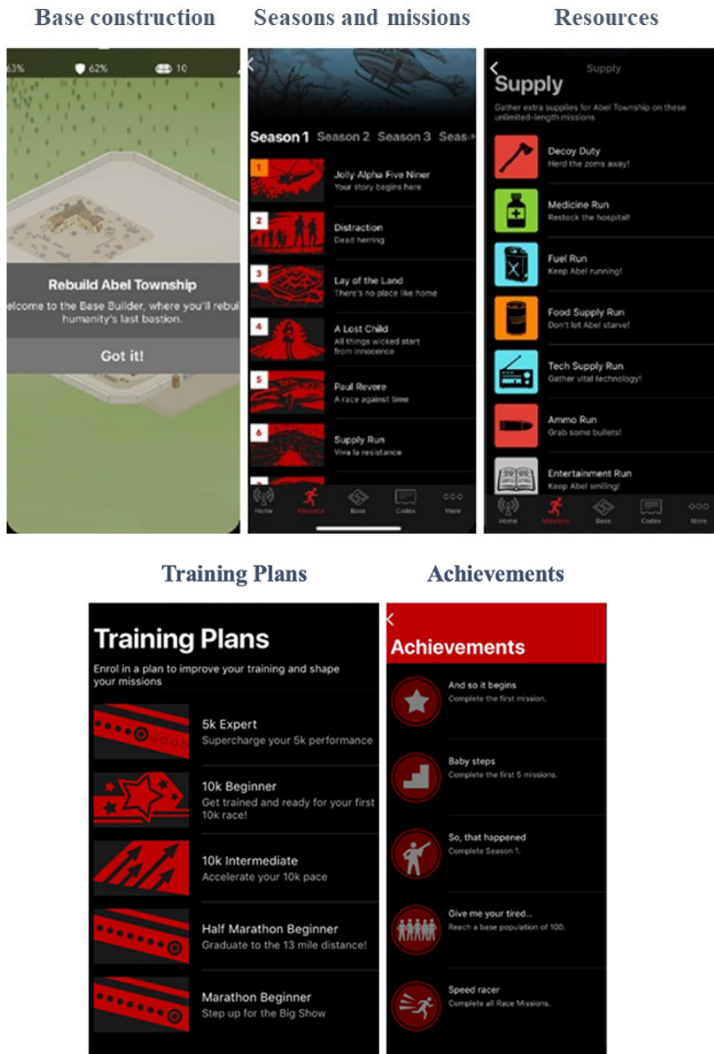 Base construction
Seasons and missions
Resources
63%
62%
10
Rebuild Abel Township
elcome to the Base Builder, where you'll rebui
humanity's last bastion.
Got it!
Season 1 Season 2 Season 3 Seas
1
Jolly Alpha Five Niner
Your story begins here
2
Distraction
Dead herring
3
Lay of the Land
There's no place like home
4
A Lost Child
All things wicked start
from innocence
5
Paul Revere
A race against time
6
Supply Run
Viva la resistance
Home
Missions
Base
Codex
More
Supply
Supply
Gather extra supplies for Abel Township on these
unlimited-length missions
Decoy Duty
Herd the zoms away!
Medicine Run
Restock the hospital!
Fuel Run
Keep Abel running!
Food Supply Run
Don't let Abel starve!
Tech Supply Run
Gather vital technology!
Ammo Run
Grab some bullets!
Entertainment Run
Keep Abel smiling!
Home
Missions
Base
Codex
More
Training Plans
Achievements
Training Plans
Enrol in a plan to improve your training and shape
your missions
5k Expert
Supercharge your 5k performance
10k Beginner
Get trained and ready for your first
10k race!
10k Intermediate
Accelerate your 10k pace
Half Marathon Beginner
Graduate to the 13 mile distance!
Marathon Beginner
Step up for the Big Show
Achievements
And so it begins
Complete the first mission.
Baby steps
Complete the first 5 missions.
So, that happened
Complete Season 1.
Give me your tired...
Reach a base population of 100.
Speed racer
Complete all Race Missions.